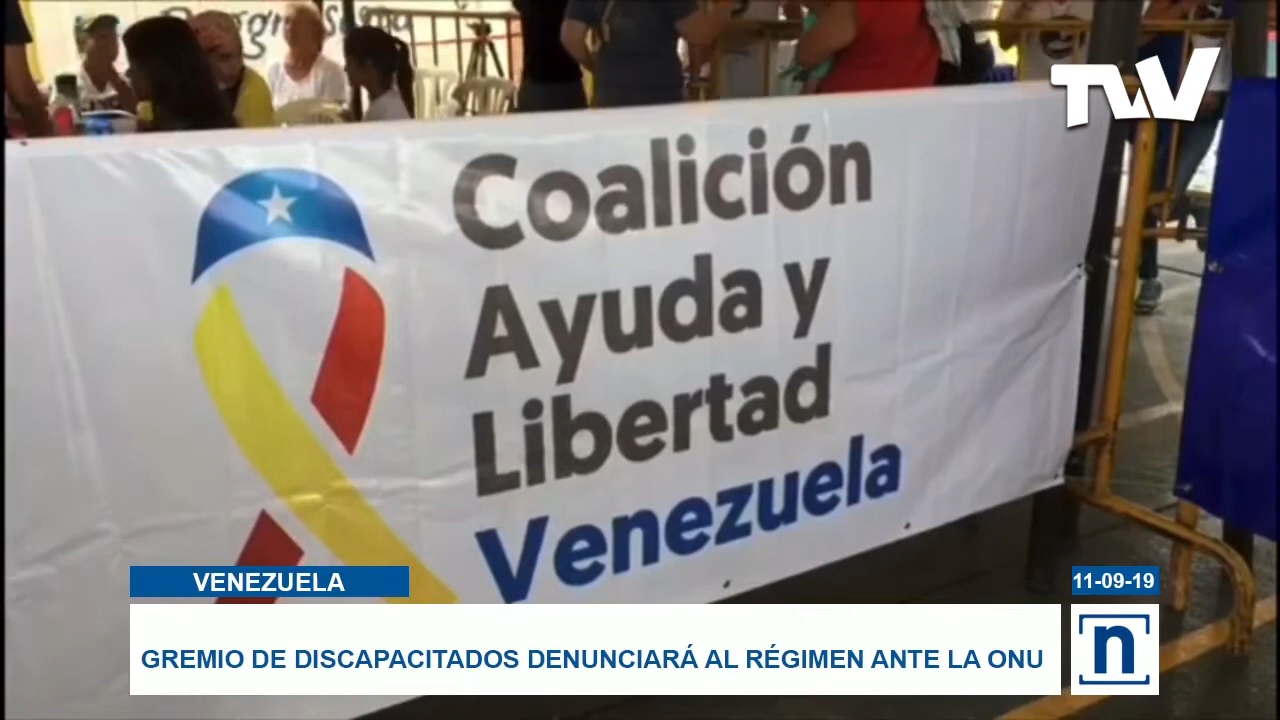 TVV
Coalición
Ayuda y
Libertad
Venezuela
VENEZUELA
11-09-19
GREMIO DE DISCAPACITADOS DENUNCIARÁ AL RÉGIMEN ANTE LA ONU
n